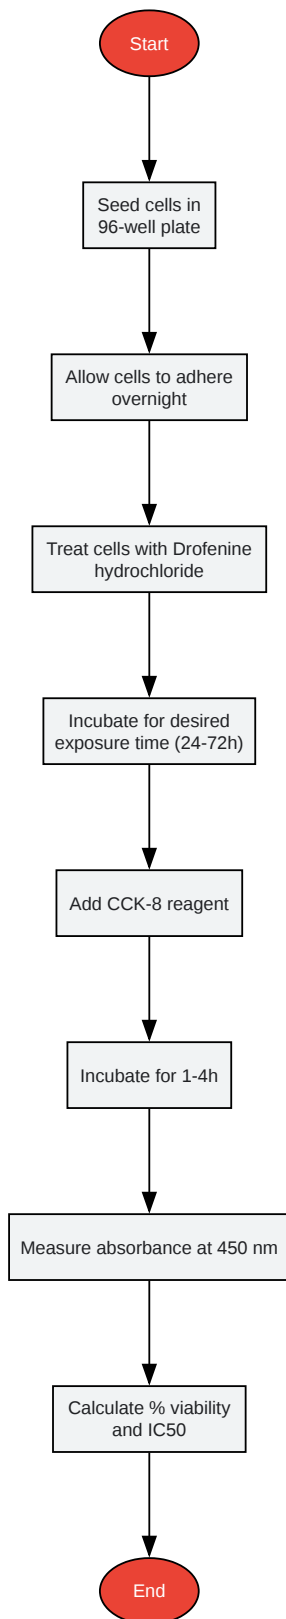 Start
Seed cells in
96-well plate
Allow cells to adhere
overnight
Treat cells with Drofenine
hydrochloride
Incubate for desired
exposure time (24-72h)
Add CCK-8 reagent
Incubate for 1-4h
Measure absorbance at 450 nm
Calculate % viability
and IC50
End